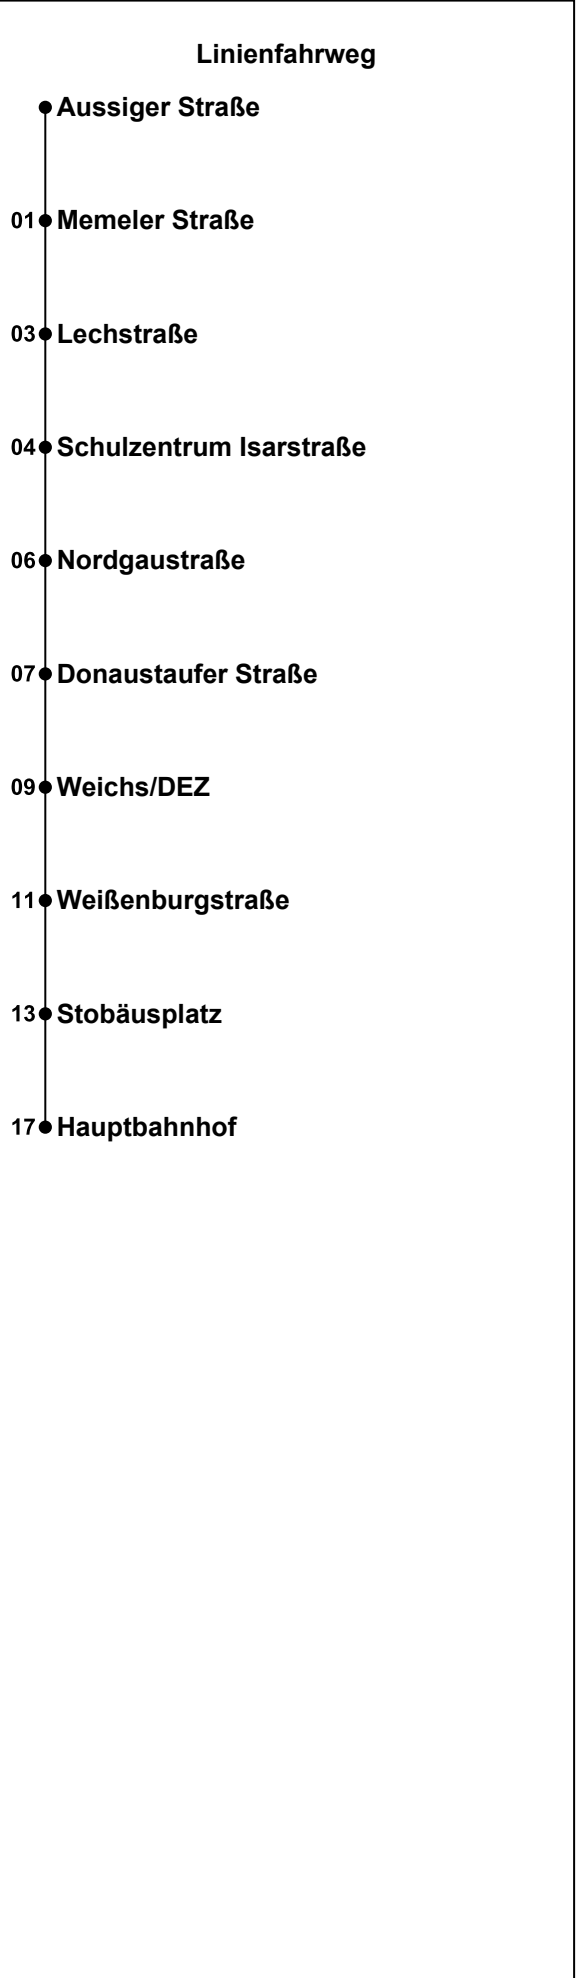 Linienfahrweg
Aussiger Straße
01 Memeler Straße
03 Lechstraße
04 Schulzentrum Isarstraße
06 Nordgaustraße
07 Donaustaufer Straße
09 Weichs/DEZ
11 Weißenburgstraße
13 Stobäusplatz
17 Hauptbahnhof